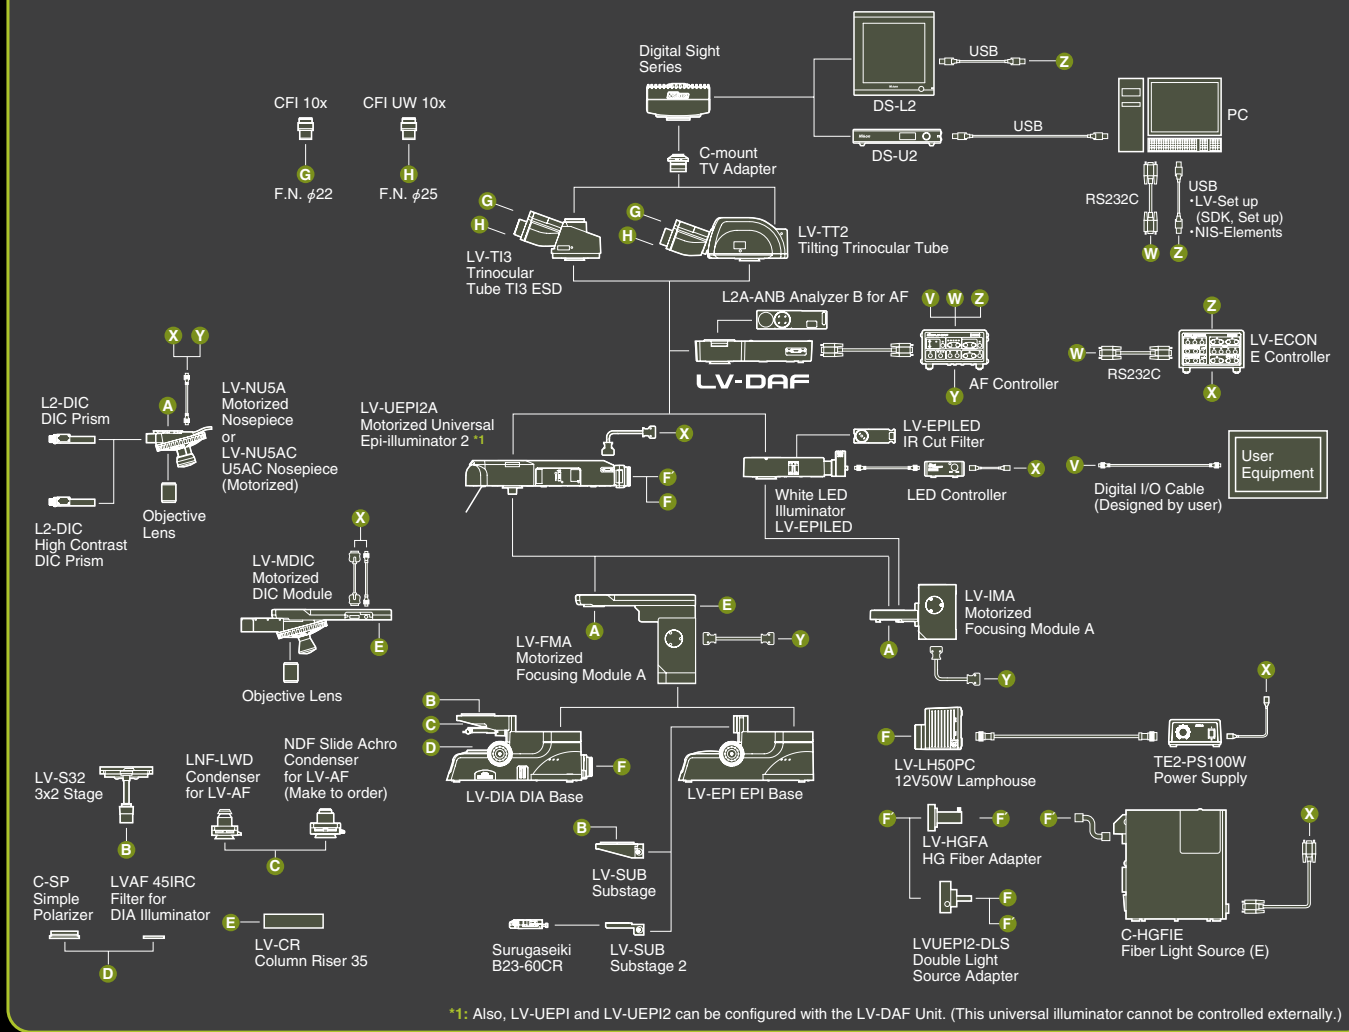 Digital Sight
Series
USB
Z
DS-L2
CFI 10x
CFI UW 10x
G
H
F.N. ϕ22
F.N. ϕ25
C-mount
TV Adapter
DS-U2
USB
PC
RS232C
USB
・LV-Set up
(SDK, Set up)
・NIS-Elements
W
Z
G
H
LV-TI3
Trinocular
Tube TI3 ESD
G
H
LV-TT2
Tilting Trinocular Tube
L2A-ANB Analyzer B for AF
V
W
Z
LV-DAF
AF Controller
Y
W
RS232C
Z
LV-ECON
E Controller
X
X
Y
A
L2-DIC
DIC Prism
LV-NU5A
Motorized
Nosepiece
or
LV-NU5AC
U5AC Nosepiece
(Motorized)
L2-DIC
High Contrast
DIC Prism
Objective
Lens
LV-UEPI2A
Motorized Universal
Epi-illuminator 2 *1
X
F´
F
LV-EPILED
IR Cut Filter
White LED
Illuminator
LV-EPILED
LED Controller
X
V
Digital I/O Cable
(Designed by user)
User
Equipment
X
LV-MDIC
Motorized
DIC Module
E
Objective Lens
E
A
LV-FMA
Motorized
Focusing Module A
Y
A
LV-IMA
Motorized
Focusing Module A
Y
B
C
D
F
LV-DIA DIA Base
LV-EPI EPI Base
F
LV-LH50PC
12V50W Lamphouse
TE2-PS100W
Power Supply
X
LV-S32
3x2 Stage
B
LNF-LWD
Condenser
for LV-AF
NDF Slide Achro
Condenser
for LV-AF
(Make to order)
C
B
LV-SUB
Substage
F´
F´
LV-HGFA
HG Fiber Adapter
F´
X
C-HGFIE
Fiber Light Source (E)
C-SP
Simple
Polarizer
LVAF 45IRC
Filter for
DIA Illuminator
D
E
LV-CR
Column Riser 35
Surugaseiki
B23-60CR
LV-SUB
Substage 2
F
F´
LVUEPI2-DLS
Double Light
Source Adapter
*1: Also, LV-UEPI and LV-UEPI2 can be configured with the LV-DAF Unit. (This universal illuminator cannot be controlled externally.)